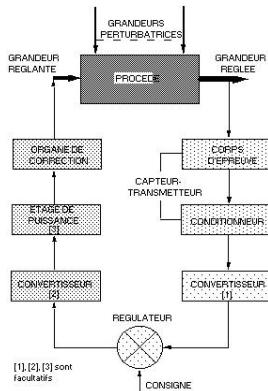 GRANDEURS
PERTURBATRICES
GRANDEUR
REGLANTE
GRANDEUR
REGLEE
PROCEDE
ORGANE DE
CORRECTION
CORPS
D'EPREUVE
CAPTEUR-
TRANSMETTEUR
ETAGE DE
PUISSANCE
[3]
CONDITIONNEUR
CONVERTISSEUR
[2]
CONVERTISSEUR
[1]
REGULATEUR
[1], [2], [3] sont
facultatifs
CONSIGNE